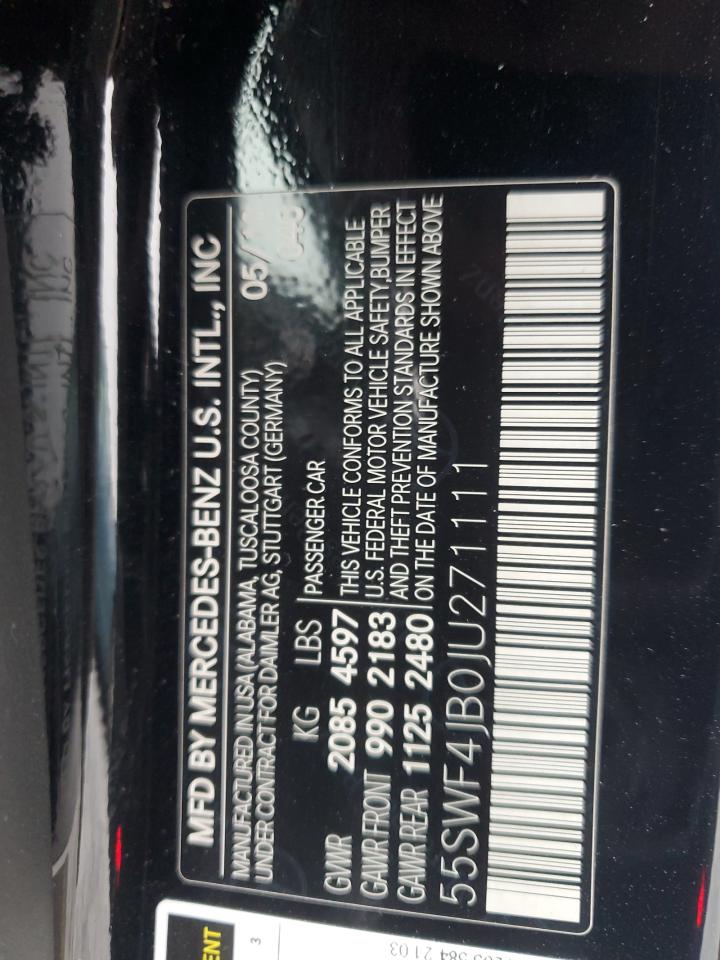 MFD BY MERCEDES-BENZ U.S. INTL., INC
MANUFACTURED IN USA (ALABAMA, TUSCALOOSA COUNTY) 05/
UNDER CONTRACT FOR DAIMLER AG, STUTTGART (GERMANY)
KG LBS PASSENGER CAR
GWR 2085 4597
GAWR FRONT 990 2183
GAWR REAR 1125 2480
THIS VEHICLE CONFORMS TO ALL APPLICABLE
U.S. FEDERAL MOTOR VEHICLE SAFETY,BUMPER
AND THEFT PREVENTION STANDARDS IN EFFECT
ON THE DATE OF MANUFACTURE SHOWN ABOVE
55SWF4JB0JU271111
3